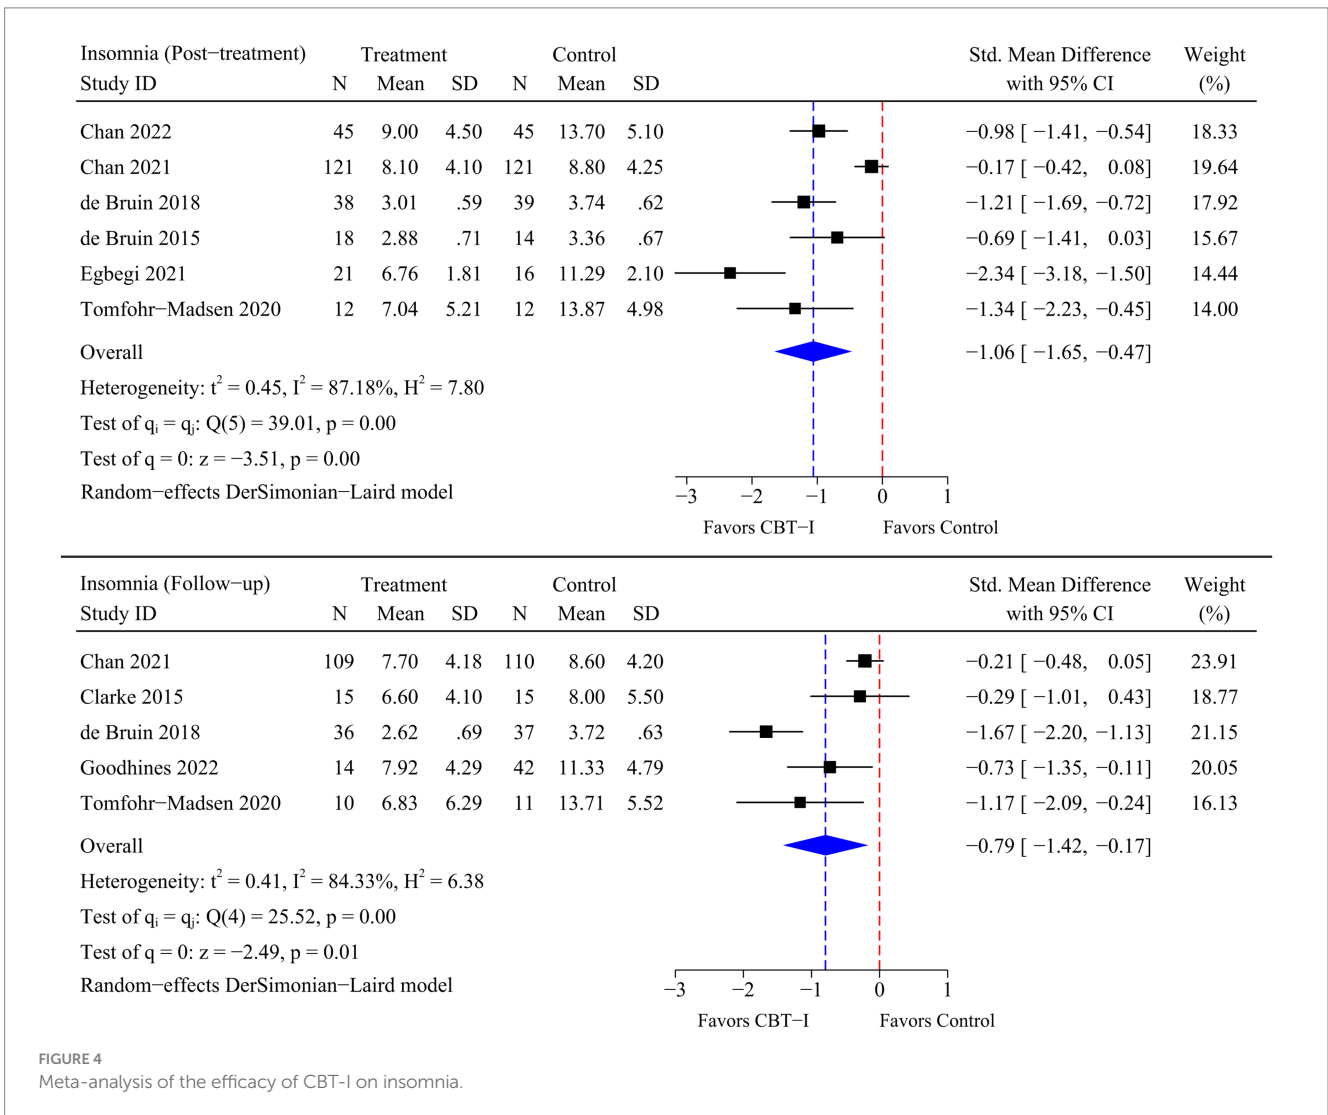 Insomnia (Post−treatment) Treatment Control Std. Mean Difference Weight
Study ID N Mean SD N Mean SD with 95% CI (%)
Chan 2022 45 9.00 4.50 45 13.70 5.10 −0.98 [ −1.41, −0.54] 18.33
Chan 2021 121 8.10 4.10 121 8.80 4.25 −0.17 [ −0.42, 0.08] 19.64
de Bruin 2018 38 3.01 .59 39 3.74 .62 −1.21 [ −1.69, −0.72] 17.92
de Bruin 2015 18 2.88 .71 14 3.36 .67 −0.69 [ −1.41, 0.03] 15.67
Egbegi 2021 21 6.76 1.81 16 11.29 2.10 −2.34 [ −3.18, −1.50] 14.44
Tomfohr−Madsen 2020 12 7.04 5.21 12 13.87 4.98 −1.34 [ −2.23, −0.45] 14.00
Overall −1.06 [ −1.65, −0.47]
Heterogeneity: t² = 0.45, I² = 87.18%, H² = 7.80
Test of qᵢ = qⱼ: Q(5) = 39.01, p = 0.00
Test of q = 0: z = −3.51, p = 0.00
Random−effects DerSimonian−Laird model
−3 −2 −1 0 1
Favors CBT−I Favors Control
Insomnia (Follow−up) Treatment Control Std. Mean Difference Weight
Study ID N Mean SD N Mean SD with 95% CI (%)
Chan 2021 109 7.70 4.18 110 8.60 4.20 −0.21 [ −0.48, 0.05] 23.91
Clarke 2015 15 6.60 4.10 15 8.00 5.50 −0.29 [ −1.01, 0.43] 18.77
de Bruin 2018 36 2.62 .69 37 3.72 .63 −1.67 [ −2.20, −1.13] 21.15
Goodhines 2022 14 7.92 4.29 42 11.33 4.79 −0.73 [ −1.35, −0.11] 20.05
Tomfohr−Madsen 2020 10 6.83 6.29 11 13.71 5.52 −1.17 [ −2.09, −0.24] 16.13
Overall −0.79 [ −1.42, −0.17]
Heterogeneity: t² = 0.41, I² = 84.33%, H² = 6.38
Test of qᵢ = qⱼ: Q(4) = 25.52, p = 0.00
Test of q = 0: z = −2.49, p = 0.01
Random−effects DerSimonian−Laird model
−3 −2 −1 0 1
Favors CBT−I Favors Control
FIGURE 4
Meta-analysis of the efficacy of CBT-I on insomnia.